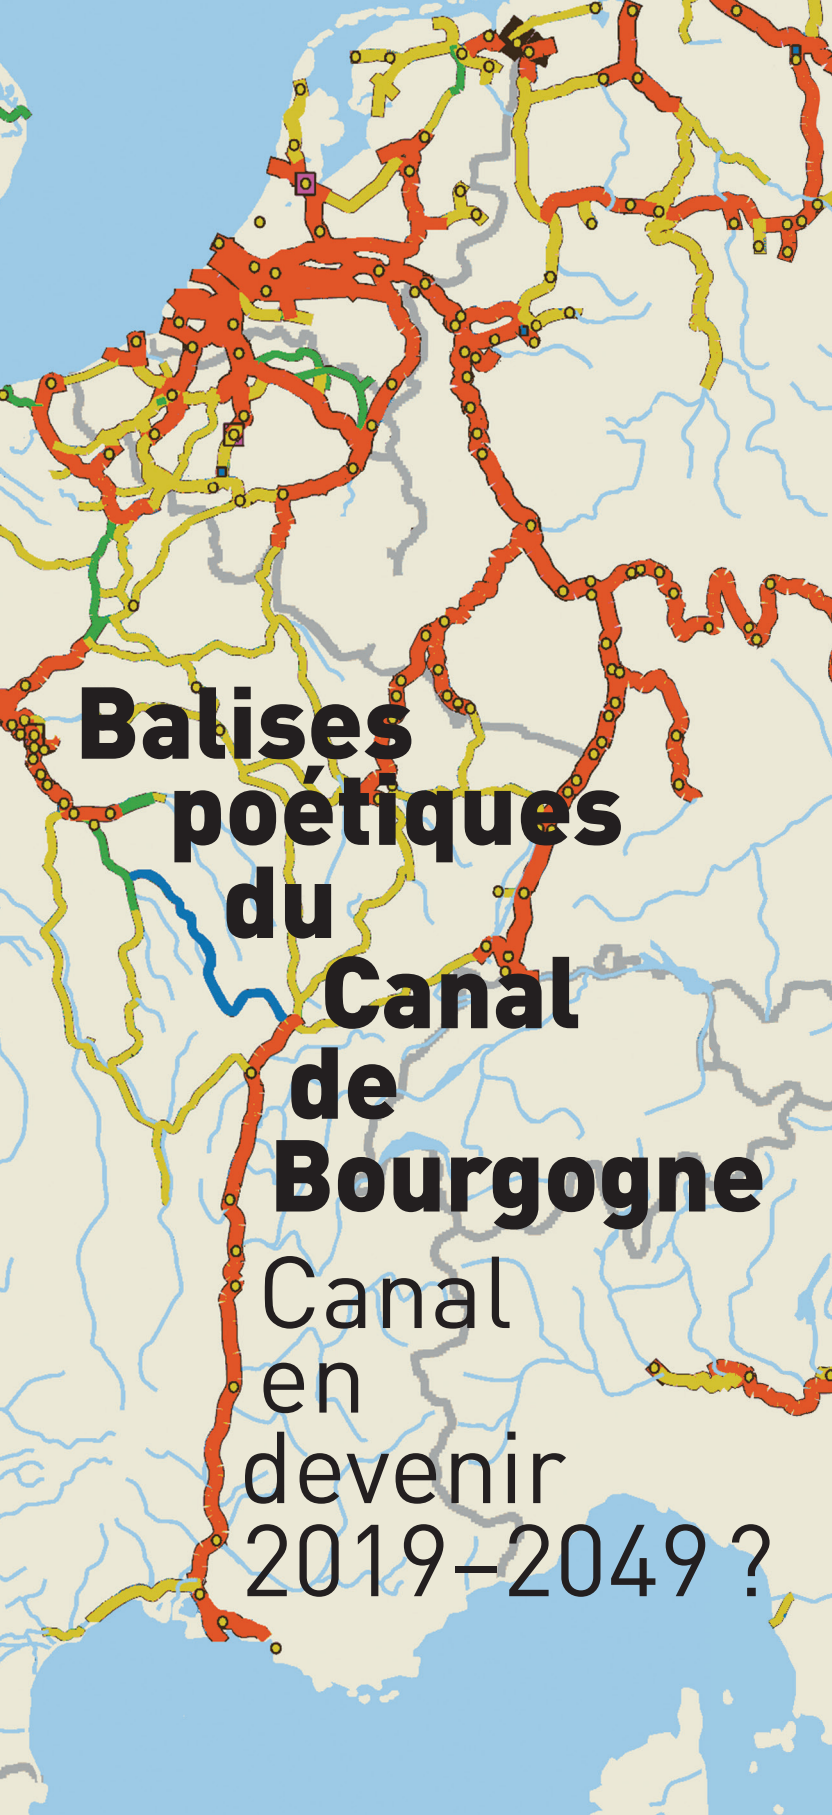 Balises
poétiques
du
Canal
de
Bourgogne
Canal
en
devenir
2019–2049 ?